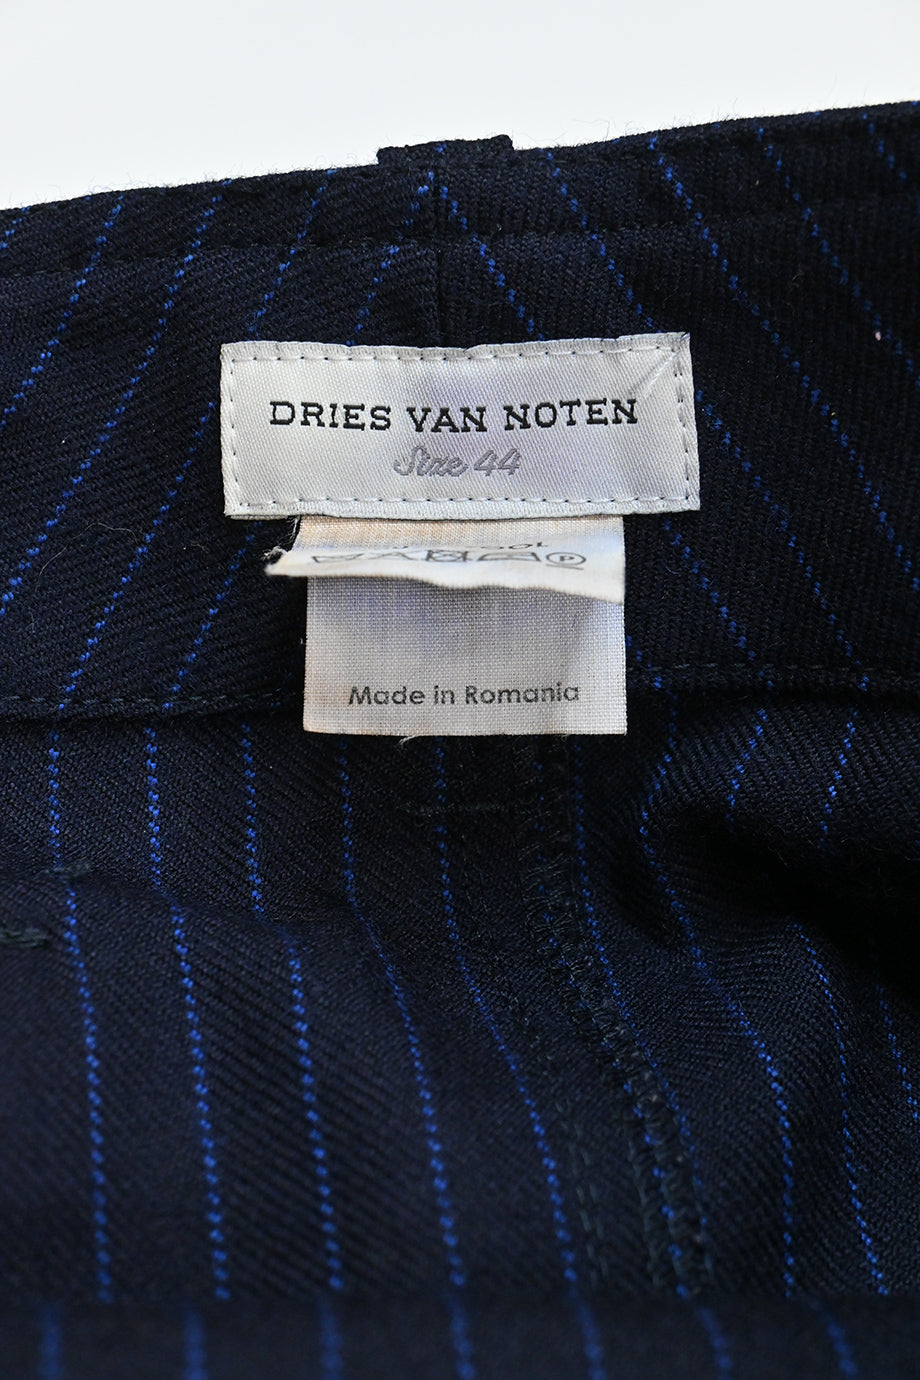 DRIES VAN NOTEN
Size 44
Made in Romania